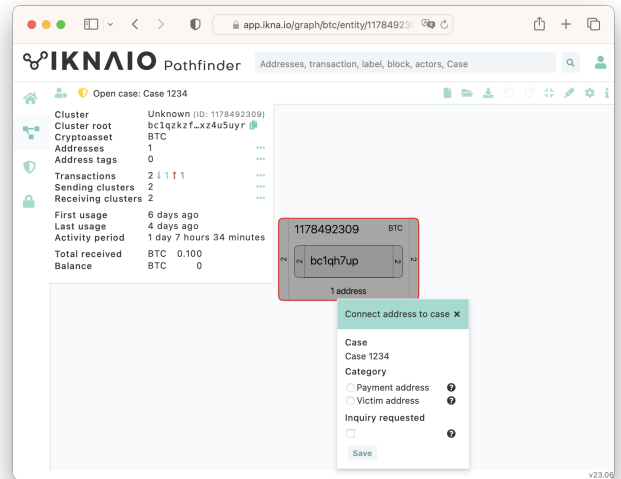 app.ikna.io/graph/btc/entity/1178492309
IKNAIO Pathfinder
Addresses, transaction, label, block, actors, Case
Open case: Case 1234
Cluster Unknown (ID: 1178492309)
Cluster root bc1qzkzf…xz4u5uyr
Cryptoasset BTC
Addresses 1
Address tags 0
Transactions 2 ↓ 1 ↑ 1
Sending clusters 2
Receiving clusters 2
First usage 6 days ago
Last usage 4 days ago
Activity period 1 day 7 hours 34 minutes
Total received BTC 0.100
Balance BTC 0
1178492309 BTC
2 2 bc1qh7up 2 2
1 address
Connect address to case ×
Case
Case 1234
Category
Payment address ?
Victim address ?
Inquiry requested
?
Save
v23.06